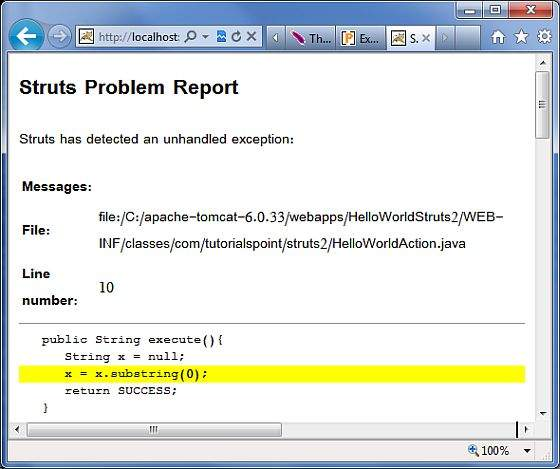 http://localhost:
Th...
Ex...
S.
Struts Problem Report
Struts has detected an unhandled exception:
Messages:
File:
file:/C:/apache-tomcat-6.0.33/webapps/HelloWorldStruts2/WEB-
INF/classes/com/tutorialspoint/struts2/HelloWorldAction.java
Line
number:
10
public String execute(){
String x = null;
x = x.substring(0);
return SUCCESS;
}
100%